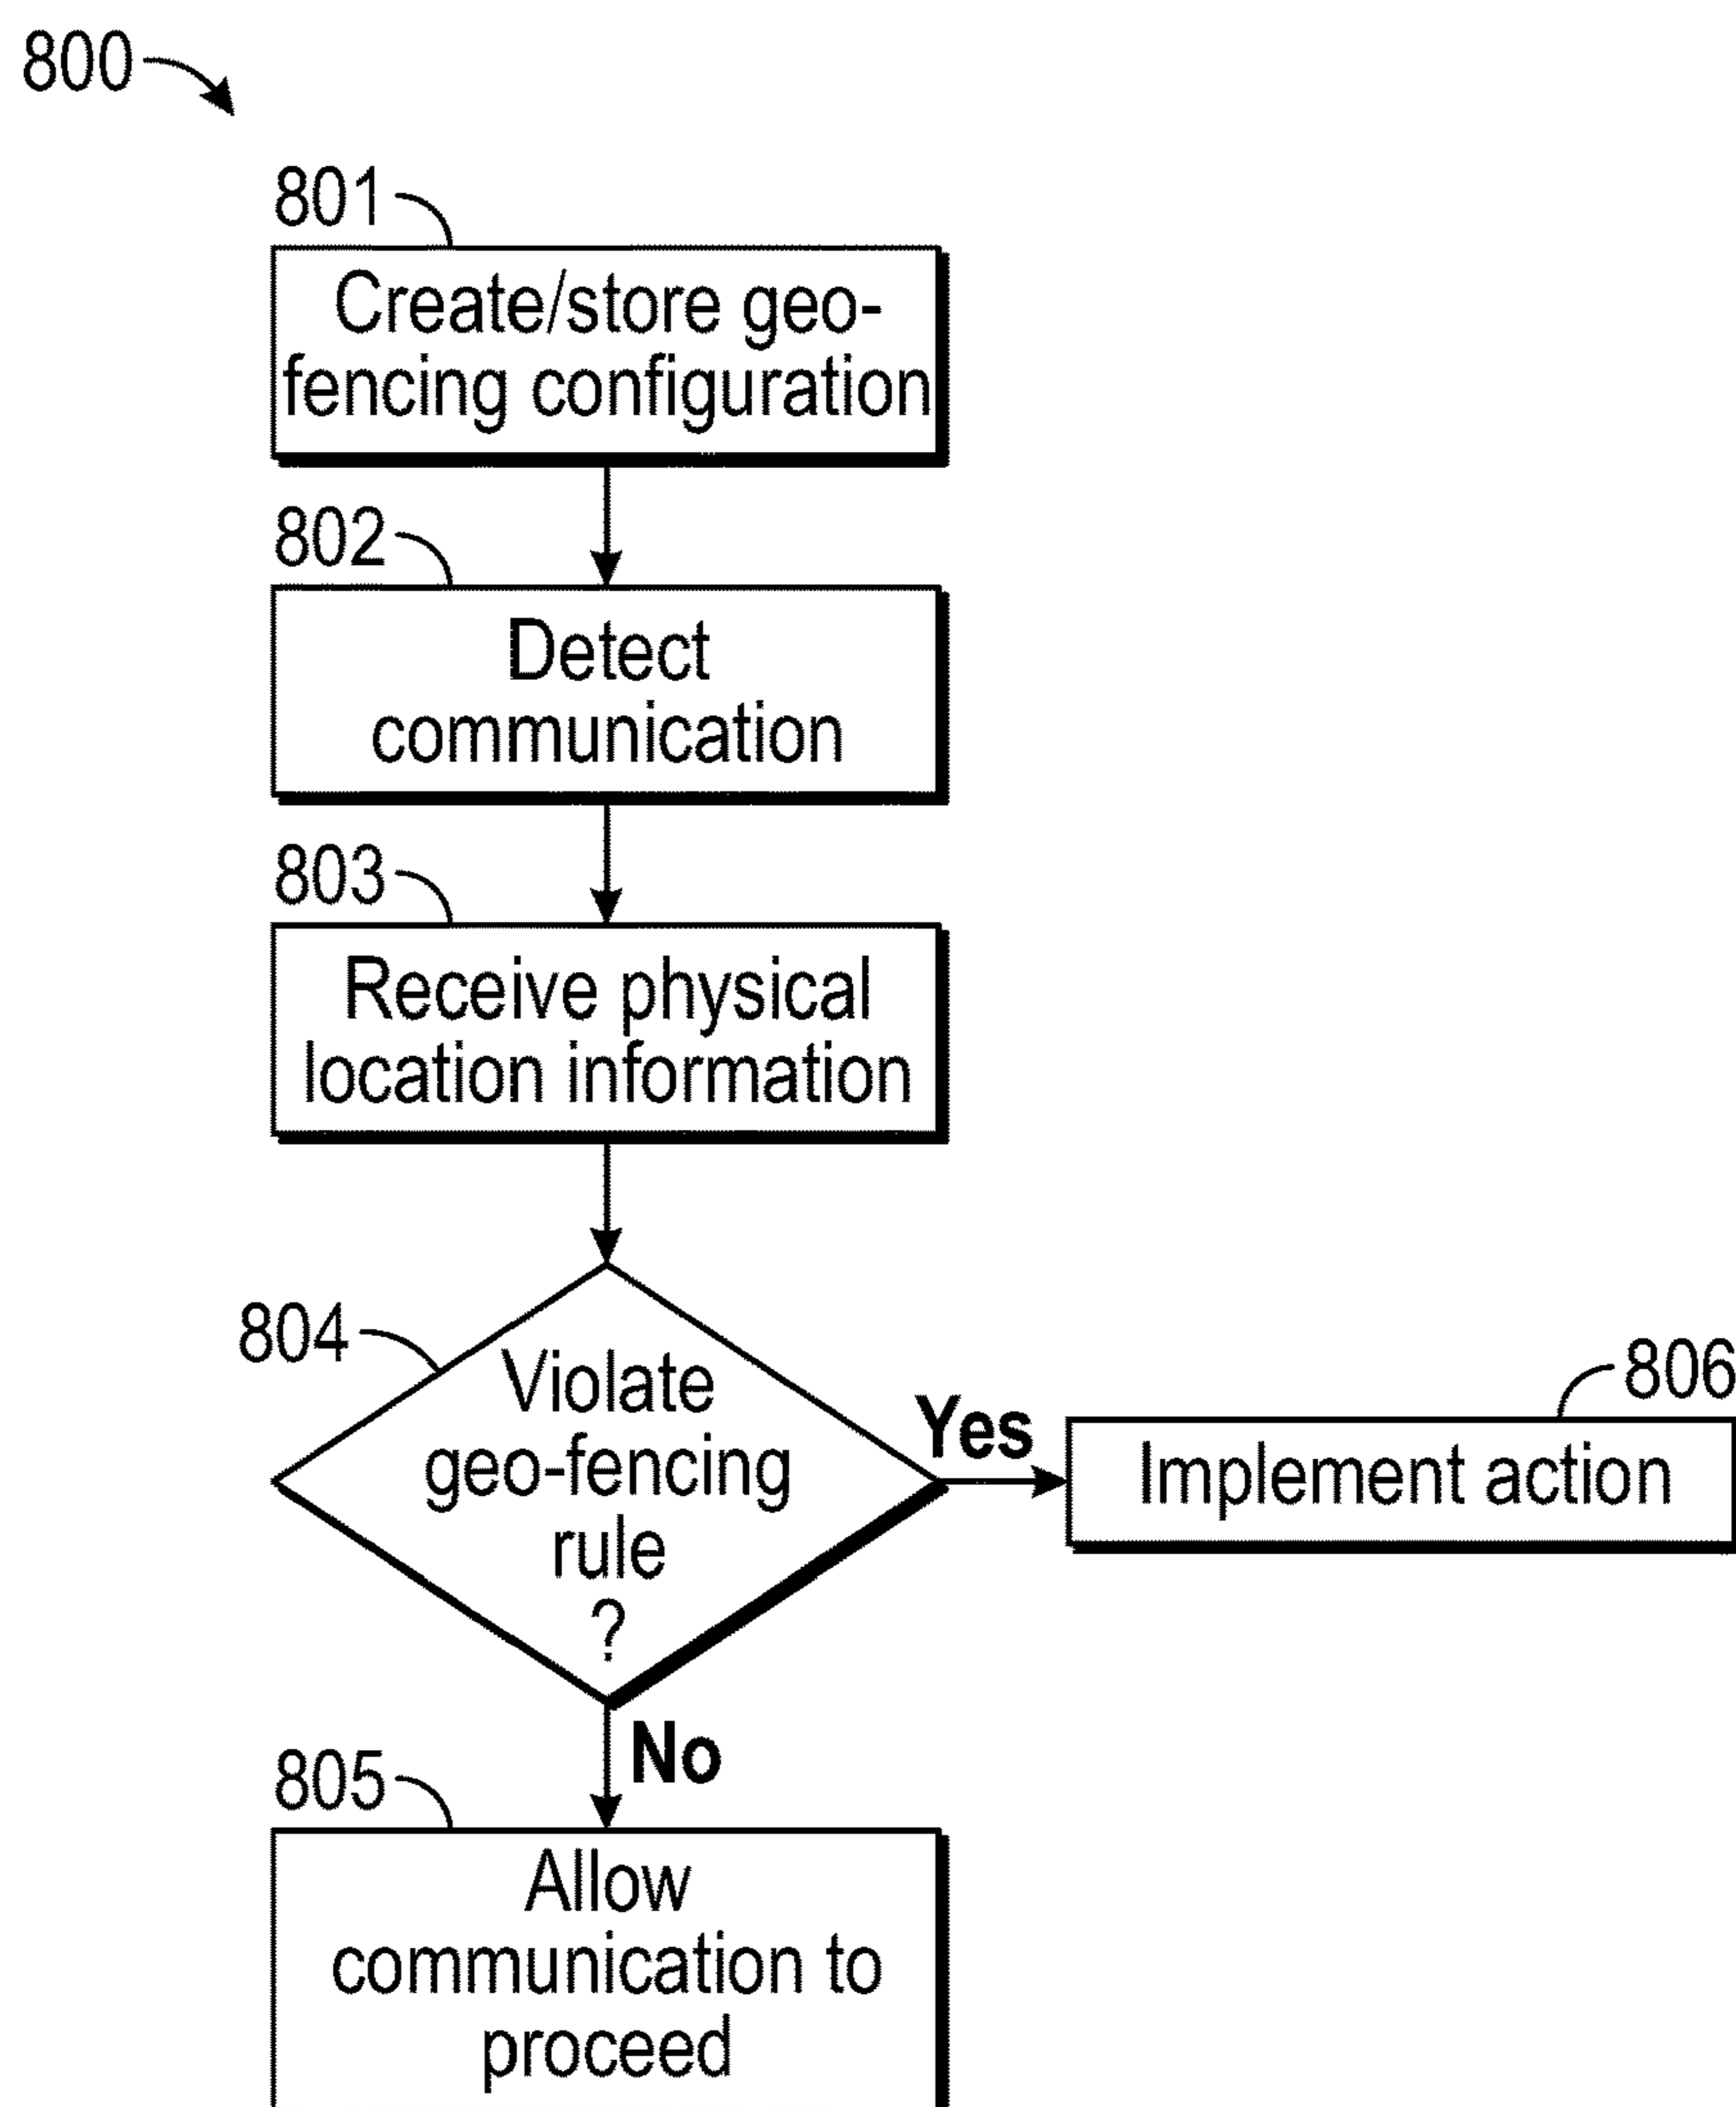 800
801
Create/store geo-
fencing configuration
802
Detect
communication
803
Receive physical
location information
804
Violate
geo-fencing
rule
?
Yes
806
Implement action
No
805
Allow
communication to
proceed